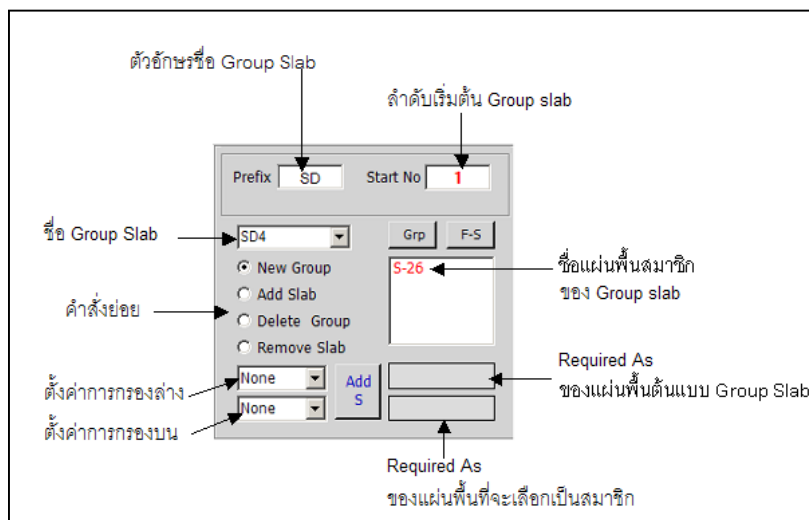 ตัวอักษรชื่อ Group Slab
ลำดับเริ่มต้น Group slab
Prefix SD Start No 1
ชื่อ Group Slab
SD4 Grp F-S
New Group
S-26
ชื่อแผ่นพื้นสมาชิก
ของ Group slab
Add Slab
คำสั่งย่อย
Delete Group
Remove Slab
Required As
ของแผ่นพื้นต้นแบบ Group Slab
ตั้งค่าการกรองล่าง
None
Add
S
ตั้งค่าการกรองบน
None
Required As
ของแผ่นพื้นที่จะเลือกเป็นสมาชิก